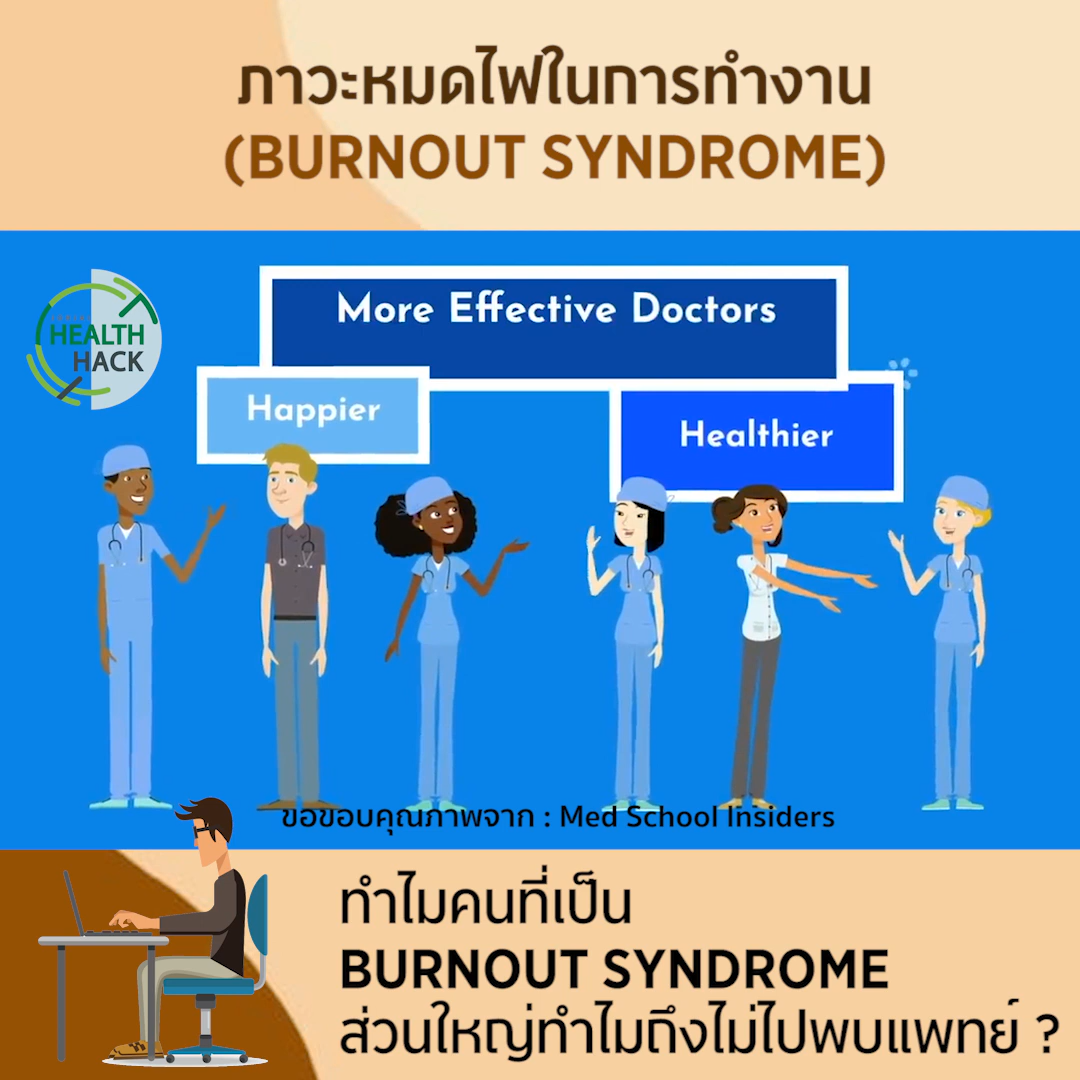 ภาวะหมดไฟในการทำงาน
(BURNOUT SYNDROME)
More Effective Doctors
HEALTH
HACK
Happier
Healthier
ขอขอบคุณภาพจาก : Med School Insiders
ทำไมคนที่เป็น
BURNOUT SYNDROME
ส่วนใหญ่ทำไมถึงไม่ไปพบแพทย์ ?